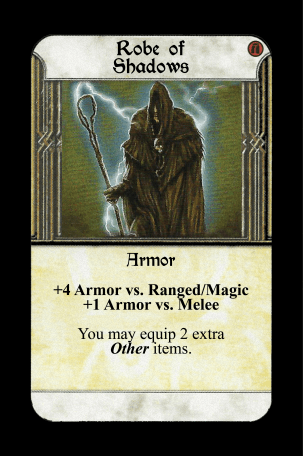 Robe of
Shadows
Armor
+4 Armor vs. Ranged/Magic
+1 Armor vs. Melee
You may equip 2 extra
Other items.